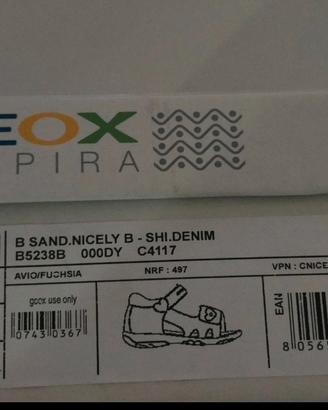 EOX
PIRA
B SAND.NICELY B - SHI.DENIM
B5238B 000DY C4117
AVIO/FUCHSIA NRF : 497 VPN : CNICE
geox use only
0743 0367
EAN
8 056